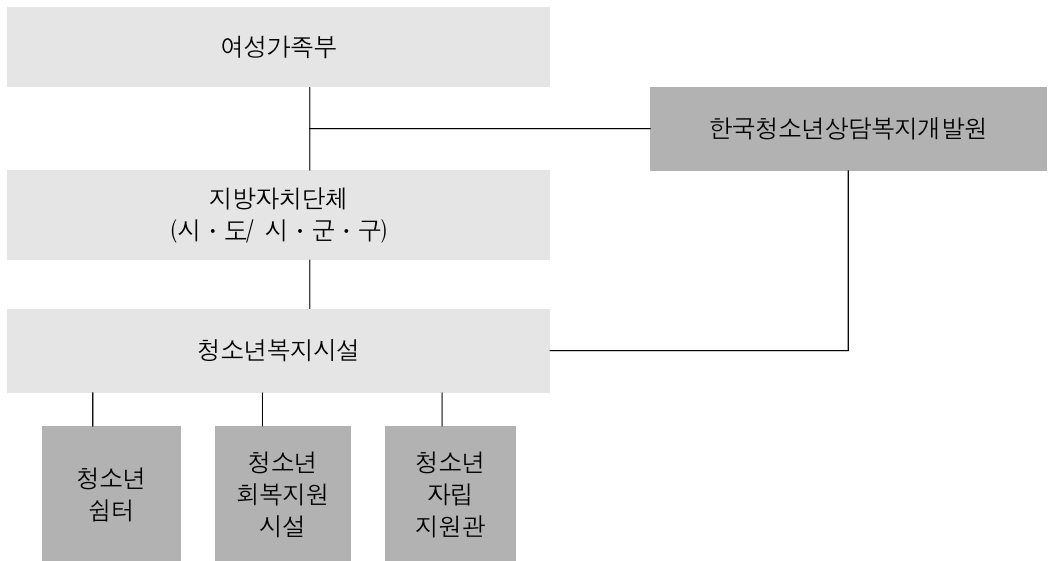 여성가족부
한국청소년상담복지개발원
지방자치단체
(시・도/ 시・군・구)
청소년복지시설
청소년
쉼터
청소년
회복지원
시설
청소년
자립
지원관